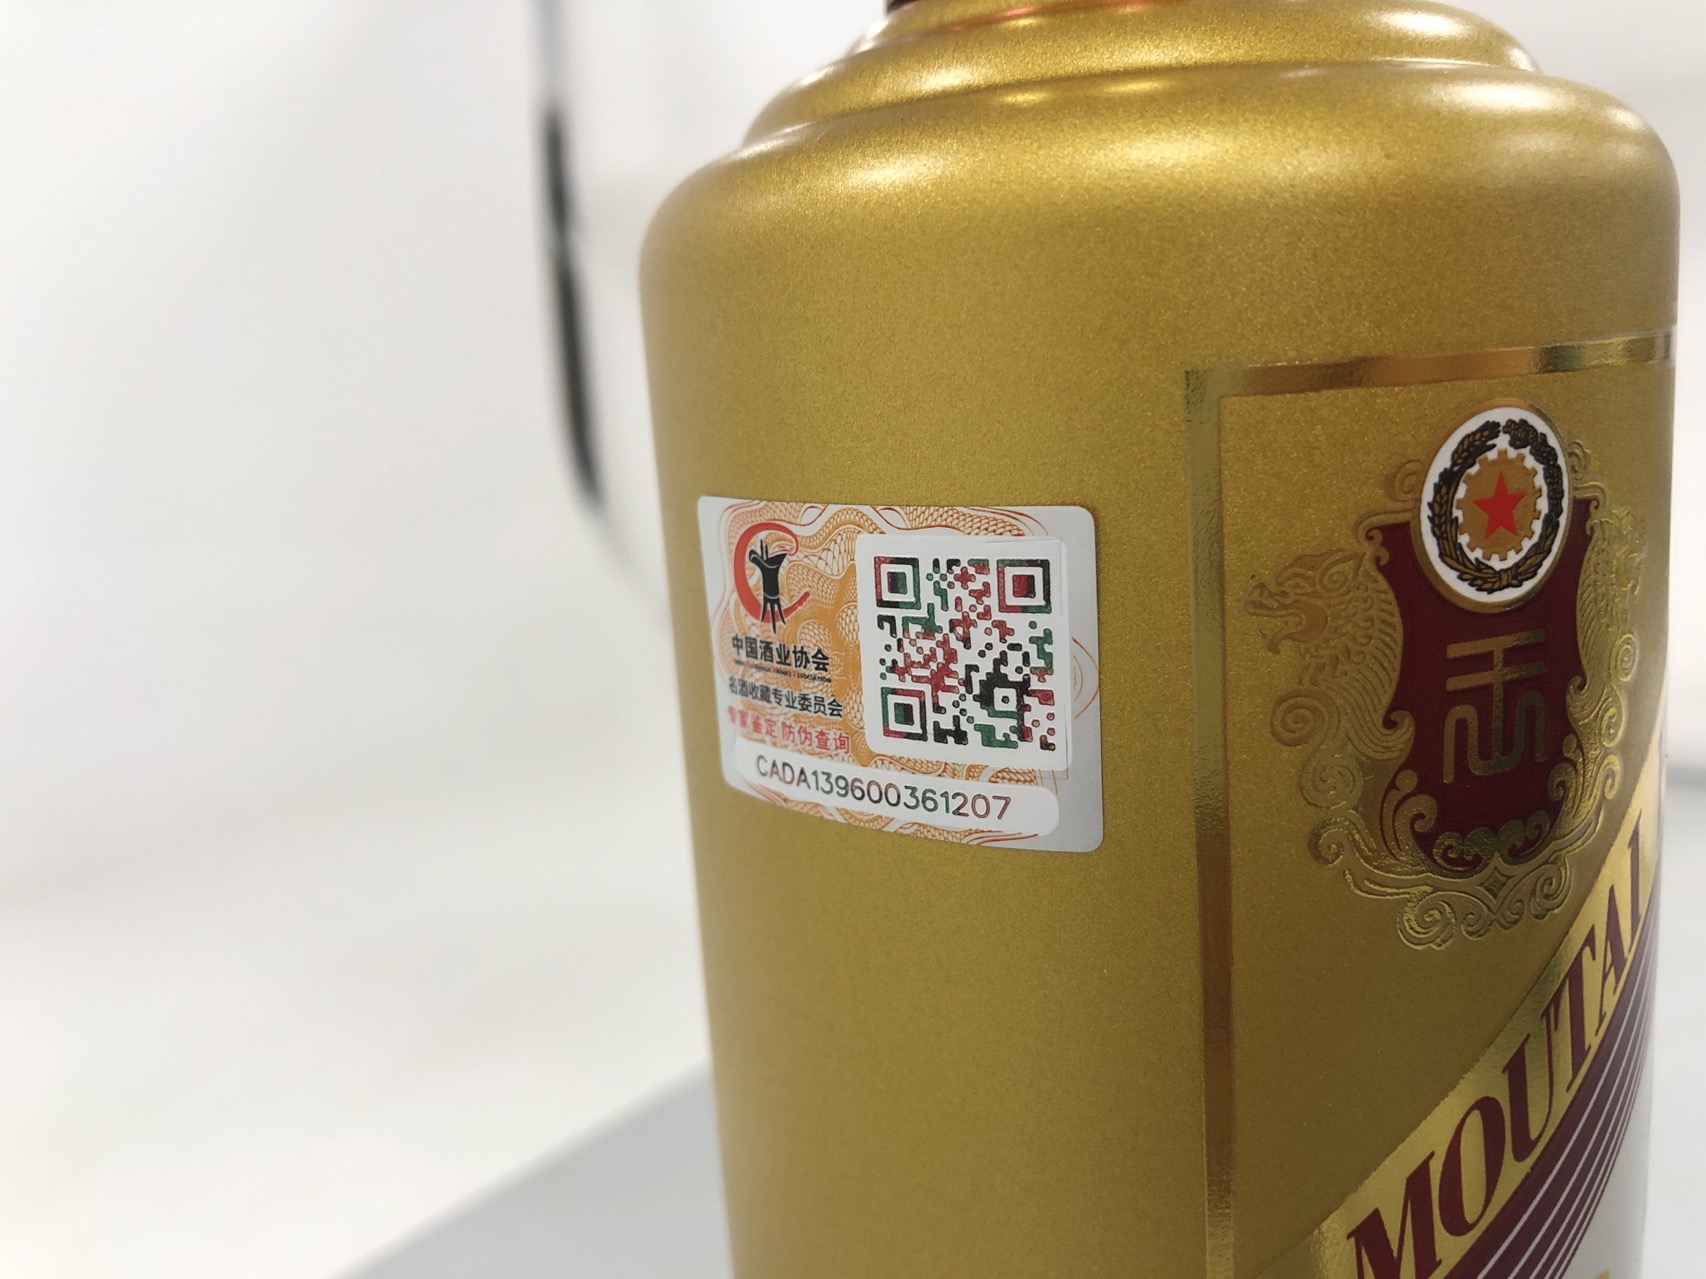 中国酒业协会
名酒收藏专业委员会
专家鉴定 防伪查询
CADA139600361207
MOUTAI